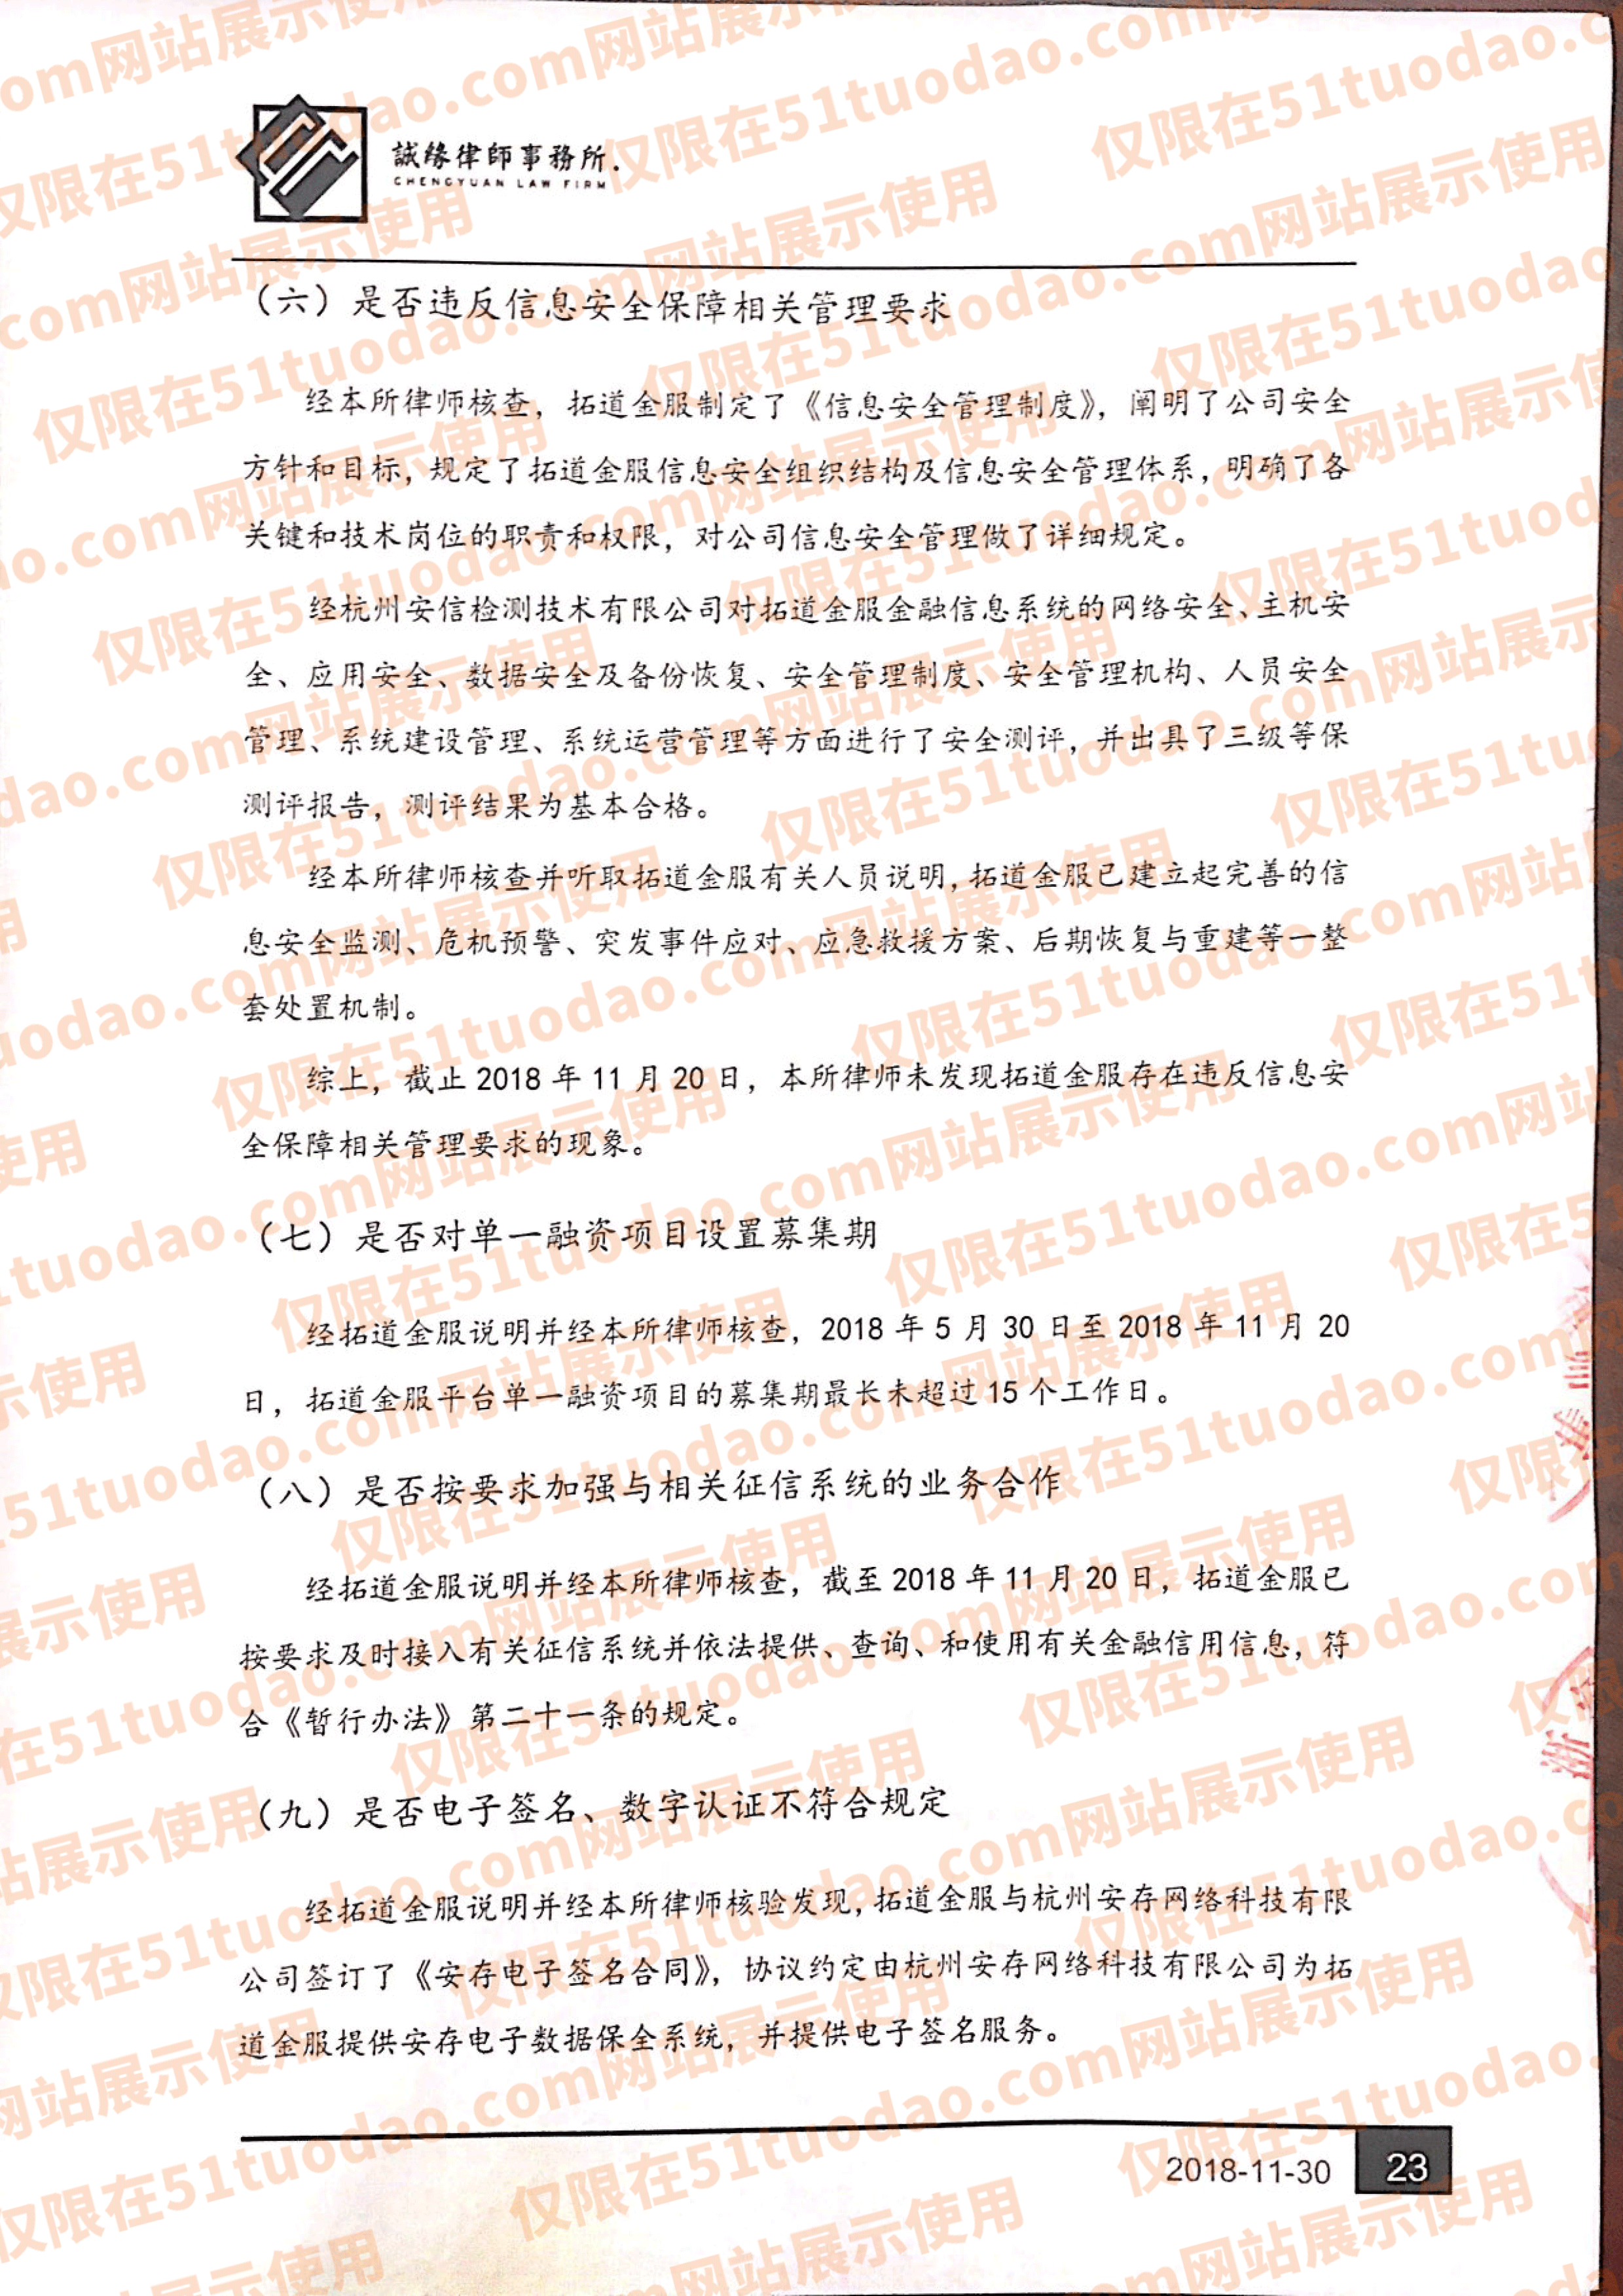 誠缘律師事務所.
CHENGYUAN LAW FIRM
（六）是否违反信息安全保障相关管理要求
经本所律师核查，拓道金服制定了《信息安全管理制度》，阐明了公司安全
方针和目标，规定了拓道金服信息安全组织结构及信息安全管理体系，明确了各
关键和技术岗位的职责和权限，对公司信息安全管理做了详细规定。
经杭州安信检测技术有限公司对拓道金服金融信息系统的网络安全、主机安
全、应用安全、数据安全及备份恢复、安全管理制度、安全管理机构、人员安全
管理、系统建设管理、系统运营管理等方面进行了安全测评，并出具了三级等保
测评报告，测评结果为基本合格。
经本所律师核查并听取拓道金服有关人员说明，拓道金服已建立起完善的信
息安全监测、危机预警、突发事件应对、应急救援方案、后期恢复与重建等一整
套处置机制。
综上，截止 2018 年 11 月 20 日，本所律师未发现拓道金服存在违反信息安
全保障相关管理要求的现象。
（七）是否对单一融资项目设置募集期
经拓道金服说明并经本所律师核查，2018 年 5 月 30 日至 2018 年 11 月 20
日，拓道金服平台单一融资项目的募集期最长未超过 15 个工作日。
（八）是否按要求加强与相关征信系统的业务合作
经拓道金服说明并经本所律师核查，截至 2018 年 11 月 20 日，拓道金服已
按要求及时接入有关征信系统并依法提供、查询、和使用有关金融信用信息，符
合《暂行办法》第二十一条的规定。
（九）是否电子签名、数字认证不符合规定
经拓道金服说明并经本所律师核验发现，拓道金服与杭州安存网络科技有限
公司签订了《安存电子签名合同》，协议约定由杭州安存网络科技有限公司为拓
道金服提供安存电子数据保全系统，并提供电子签名服务。
2018-11-30 23
仅限在51tuodao.com网站展示使用